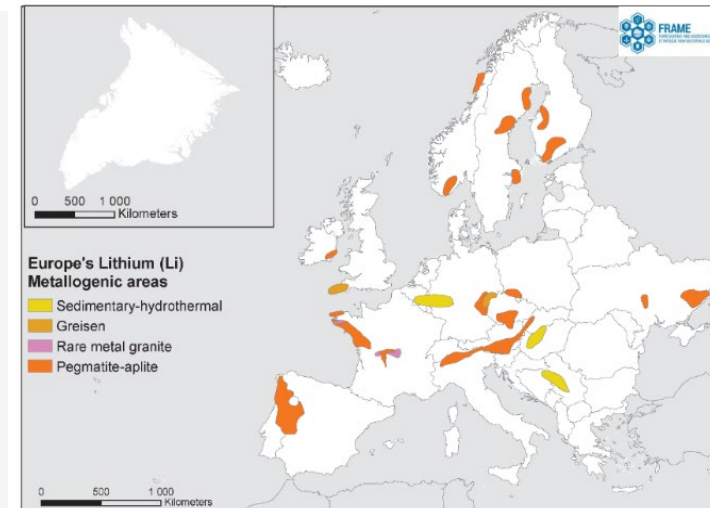 FRAME
0 500 1 000
Kilometers
Europe's Lithium (Li)
Metallogenic areas
Sedimentary-hydrothermal
Greisen
Rare metal granite
Pegmatite-aplite
0 500 1 000
Kilometers